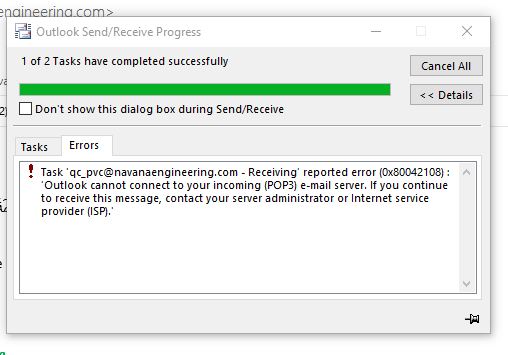 engineering.com>
Outlook Send/Receive Progress
1 of 2 Tasks have completed successfully
Cancel All
<< Details
Don't show this dialog box during Send/Receive
Tasks
Errors
Task 'qc_pvc@navanaengineering.com - Receiving' reported error (0x80042108) :
'Outlook cannot connect to your incoming (POP3) e-mail server. If you continue
to receive this message, contact your server administrator or Internet service
provider (ISP).'